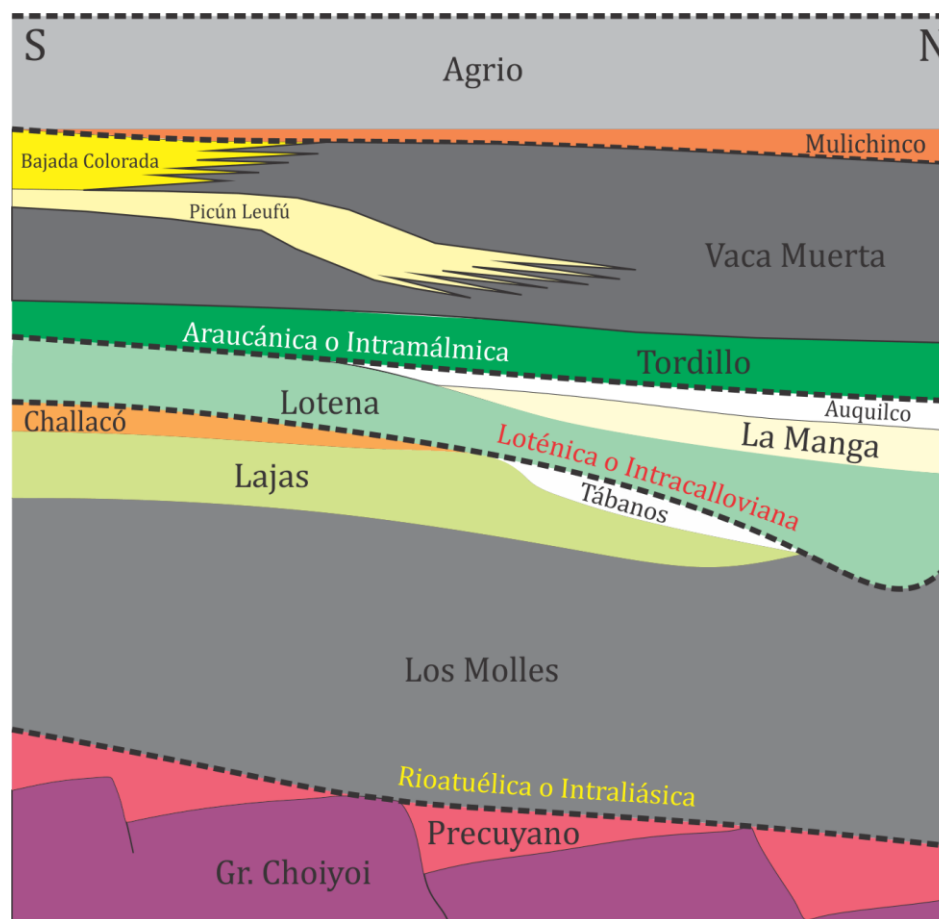 S
N
Agrio
Mulichinco
Bajada Colorada
Picún Leufú
Vaca Muerta
Araucánica o Intramálmica
Tordillo
Lotena
Auquilco
Challacó
La Manga
Loténica o Intracalloviana
Lajas
Tábanos
Los Molles
Rioatuélica o Intraliásica
Precuyano
Gr. Choiyoi